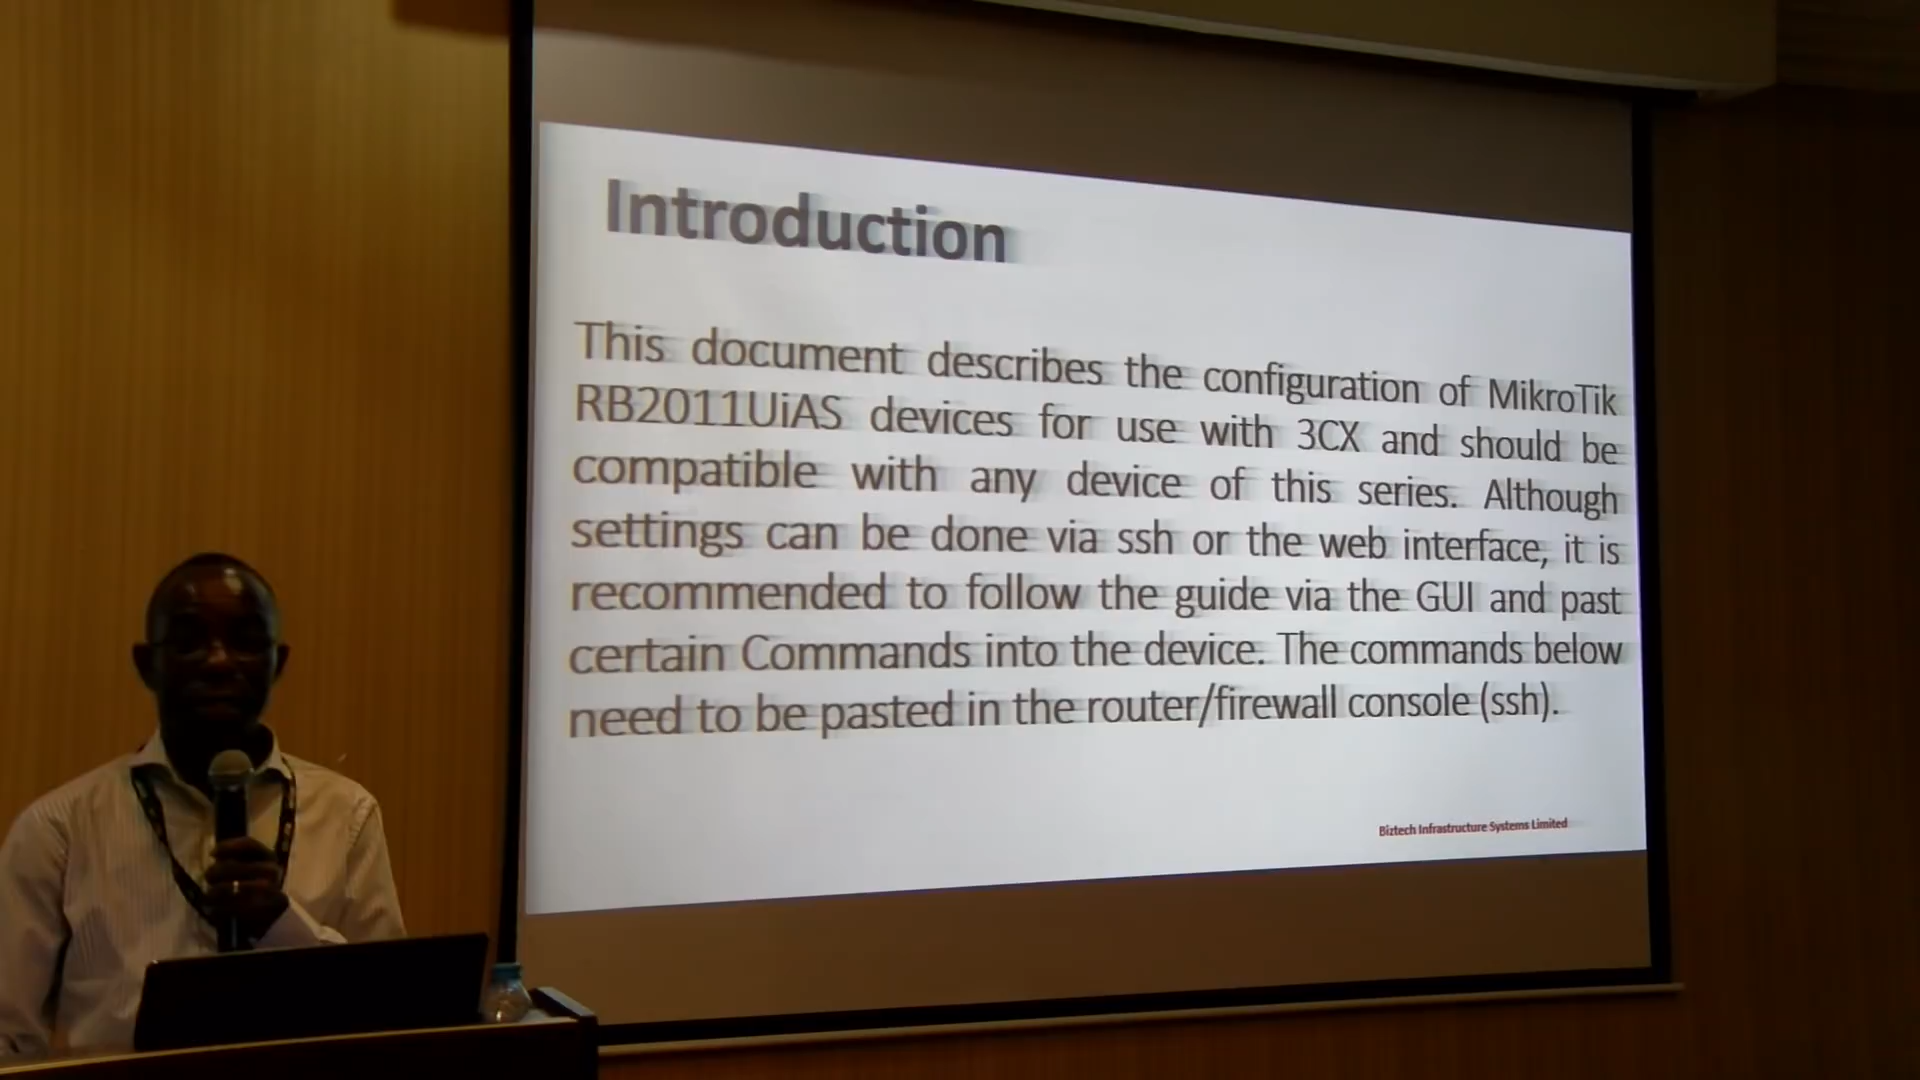 Introduction
This document describes the configuration of MikroTik
RB2011UiAS devices for use with 3CX and should be
compatible with any device of this series. Although
settings can be done via ssh or the web interface, it is
recommended to follow the guide via the GUI and past
certain Commands into the device. The commands below
need to be pasted in the router/firewall console (ssh).
Biztech Infrastructure Systems Limited